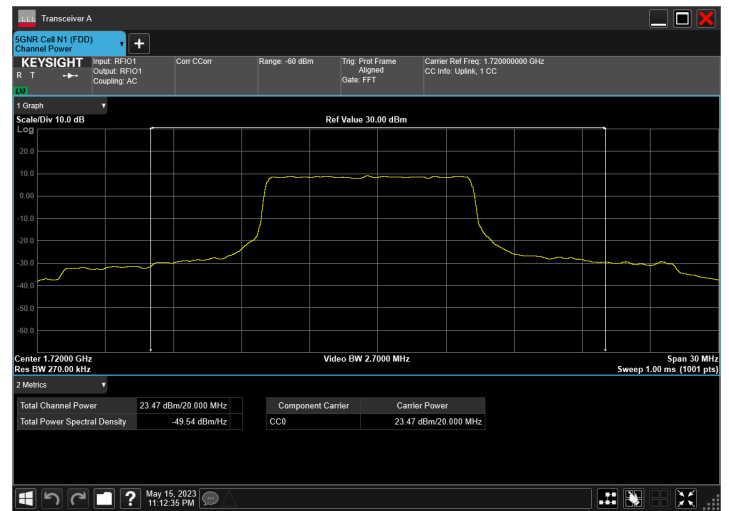 Transceiver A
5GNR Cell N1 (FDD)
Channel Power
KEYSIGHT
R T
LXI
Input: RFIO1
Output: RFIO1
Coupling: AC
Corr CCorr
Range: -60 dBm
Trig: Prot Frame
Aligned
Gate: FFT
Carrier Ref Freq: 1.720000000 GHz
CC Info: Uplink, 1 CC
1 Graph
Scale/Div 10.0 dB
Ref Value 30.00 dBm
Log
20.0
10.0
0.00
-10.0
-20.0
-30.0
-40.0
-50.0
-60.0
Center 1.72000 GHz
Video BW 2.7000 MHz
Span 30 MHz
Res BW 270.00 kHz
Sweep 1.00 ms (1001 pts)
2 Metrics
Total Channel Power 23.47 dBm/20.000 MHz
Total Power Spectral Density -49.54 dBm/Hz
Component Carrier Carrier Power
CC0 23.47 dBm/20.000 MHz
?
May 15, 2023
11:12:35 PM